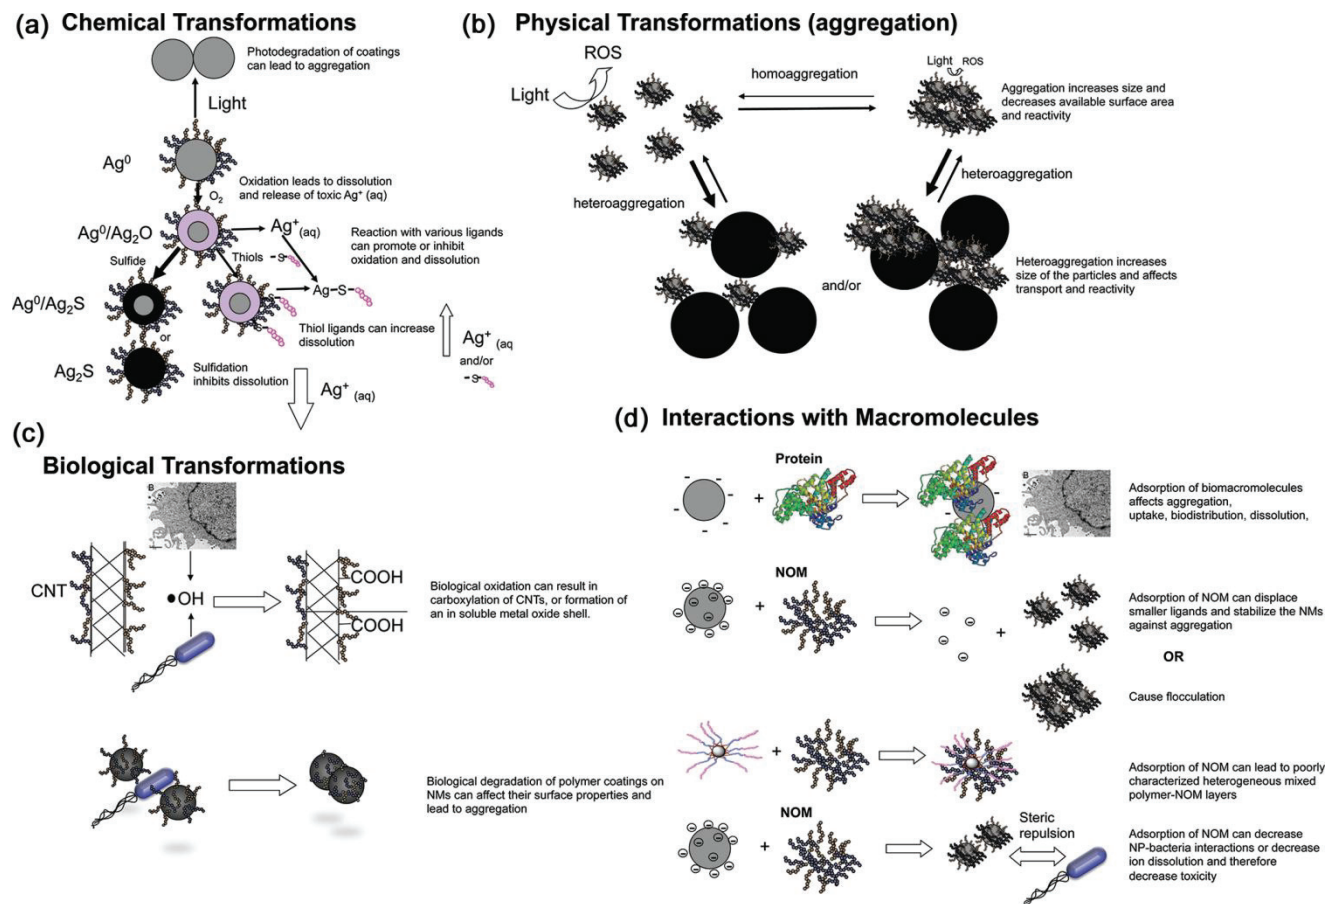 (a) Chemical Transformations
Photodegradation of coatings
can lead to aggregation
Light
Ag⁰
O₂
Oxidation leads to dissolution
and release of toxic Ag⁺ (aq)
Ag⁰/Ag₂O
Ag⁺ (aq)
Sulfide
Thiols
-S-
Reaction with various ligands
can promote or inhibit
oxidation and dissolution
Ag⁰/Ag₂S
S-
Ag-S-
S-
Thiol ligands can increase
dissolution
or
Ag₂S
Sulfidation
inhibits dissolution
Ag⁺ (aq)
Ag⁺ (aq
and/or
-S-
(b) Physical Transformations (aggregation)
ROS
Light
homoaggregation
Light
ROS
Aggregation increases size and
decreases available surface area
and reactivity
heteroaggregation
heteroaggregation
and/or
Heteroaggregation increases
size of the particles and affects
transport and reactivity
(c)
Biological Transformations
B
CNT
●OH
COOH
COOH
Biological oxidation can result in
carboxylation of CNTs, or formation of
an in soluble metal oxide shell.
Biological degradation of polymer coatings on
NMs can affect their surface properties and
lead to aggregation
(d) Interactions with Macromolecules
Protein
+
B
Adsorption of biomacromolecules
affects aggregation,
uptake, biodistribution, dissolution,
NOM
+
+
Adsorption of NOM can displace
smaller ligands and stabilize the NMs
against aggregation
OR
Cause flocculation
+
Adsorption of NOM can lead to poorly
characterized heterogeneous mixed
polymer-NOM layers
NOM
+
Steric
repulsion
Adsorption of NOM can decrease
NP-bacteria interactions or decrease
ion dissolution and therefore
decrease toxicity